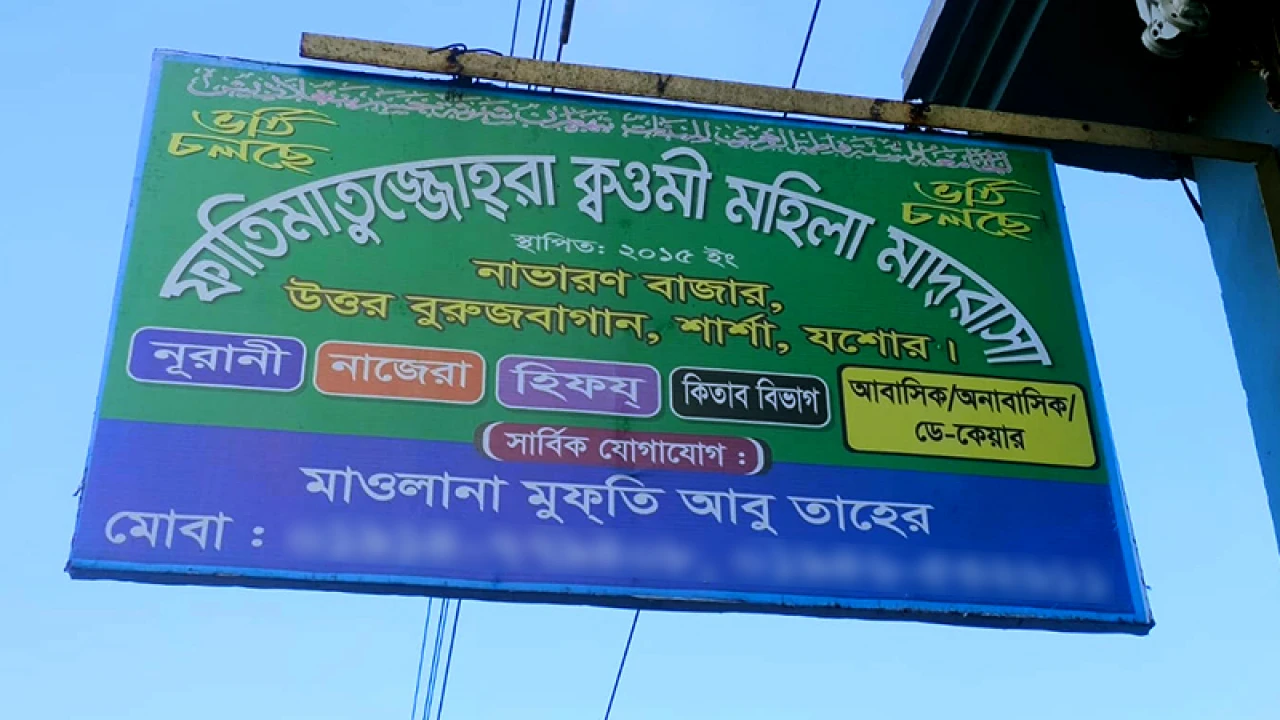 ভর্তি
চলছে
ভর্তি
চলছে
ফাতিমাতুজ্জোহ্‌রা ক্বওমী মহিলা মাদ্‌রাসা
স্থাপিত: ২০১৫ ইং
নাভারণ বাজার,
উত্তর বুরুজবাগান, শার্শা, যশোর।
নূরানী নাজেরা হিফয্ কিতাব বিভাগ আবাসিক/অনাবাসিক/
ডে-কেয়ার
সার্বিক যোগাযোগ :
মাওলানা মুফ্‌তি আবু তাহের
মোবা :